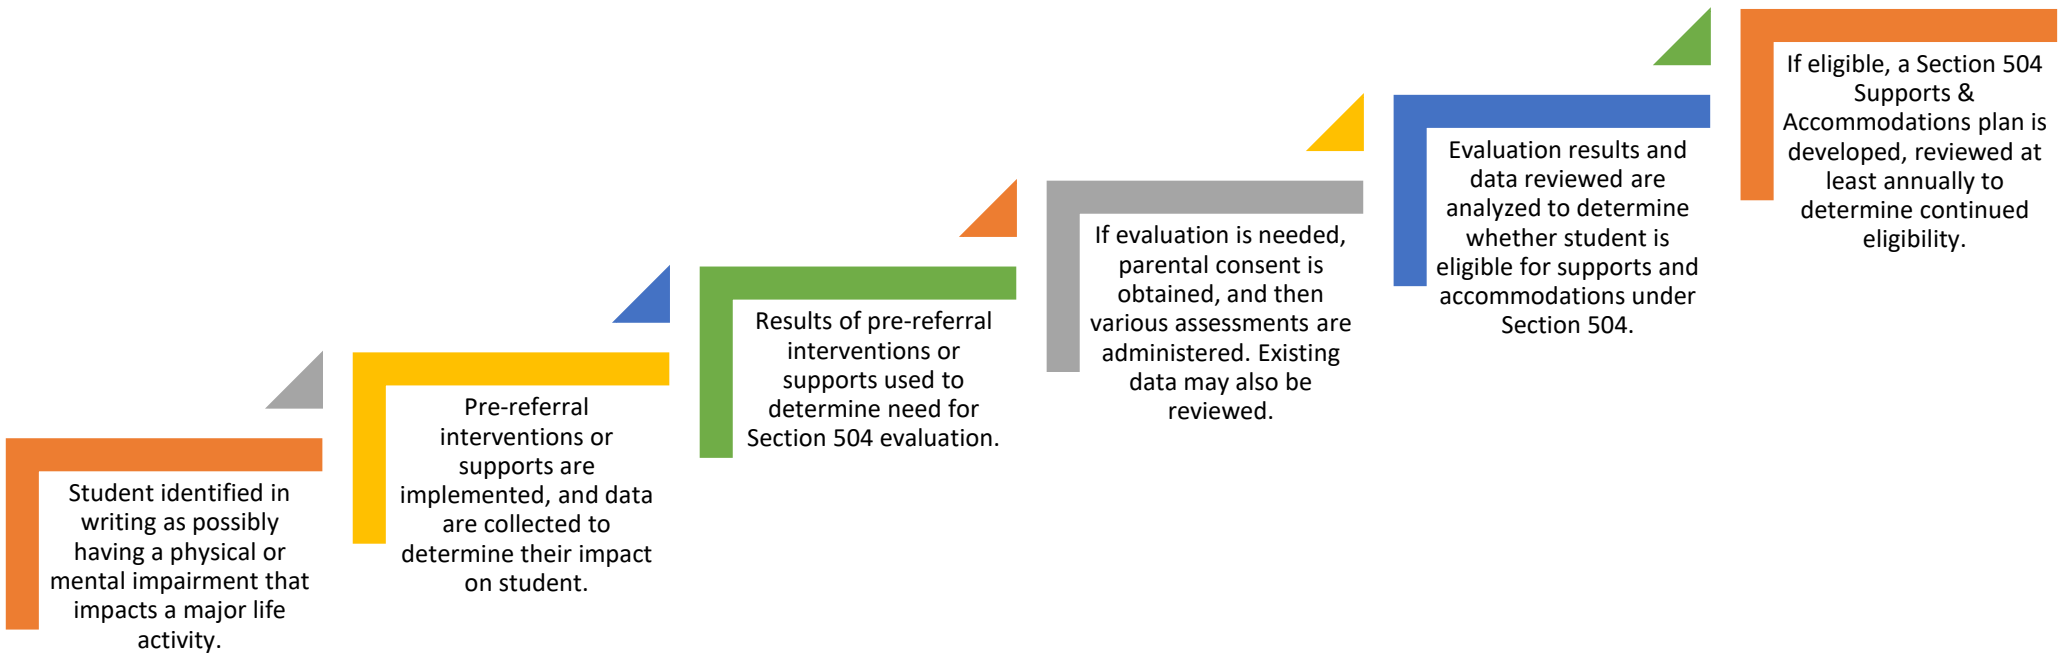 Student identified in
writing as possibly
having a physical or
mental impairment that
impacts a major life
activity.
Pre-referral
interventions or
supports are
implemented, and data
are collected to
determine their impact
on student.
Results of pre-referral
interventions or
supports used to
determine need for
Section 504 evaluation.
If evaluation is needed,
parental consent is
obtained, and then
various assessments are
administered. Existing
data may also be
reviewed.
Evaluation results and
data reviewed are
analyzed to determine
whether student is
eligible for supports and
accommodations under
Section 504.
If eligible, a Section 504
Supports &
Accommodations plan is
developed, reviewed at
least annually to
determine continued
eligibility.